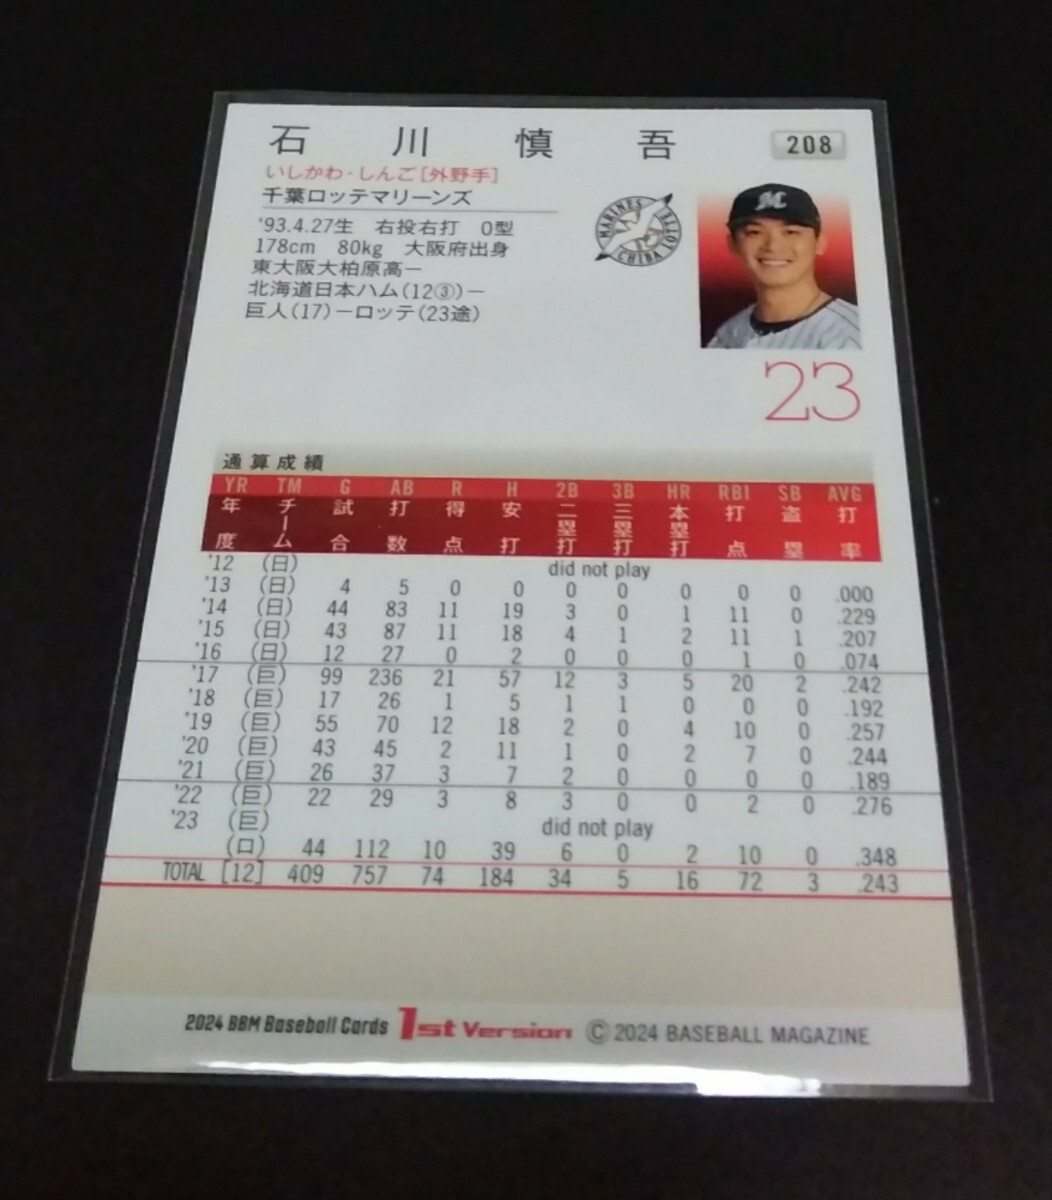 石川慎吾 208
いしかわ・しんご[外野手]
千葉ロッテマリーンズ
'93.4.27生 右投右打 O型
178cm 80kg 大阪府出身
東大阪大柏原高－
北海道日本ハム(12③)－
巨人(17)－ロッテ(23途)
MARINES
CHIBA LOTTE
M
23
通算成績
YR TM G AB R H 2B 3B HR RBI SB AVG
年度 チーム 試合 打数 得点 安打 二塁打 三塁打 本塁打 打点 盗塁 打率
'12 (日) did not play
'13 (日) 4 5 0 0 0 0 0 0 0 .000
'14 (日) 44 83 11 19 3 0 1 11 0 .229
'15 (日) 43 87 11 18 4 1 2 11 1 .207
'16 (日) 12 27 0 2 0 0 0 1 0 .074
'17 (巨) 99 236 21 57 12 3 5 20 2 .242
'18 (巨) 17 26 1 5 1 1 0 0 0 .192
'19 (巨) 55 70 12 18 2 0 4 10 0 .257
'20 (巨) 43 45 2 11 1 0 2 7 0 .244
'21 (巨) 26 37 3 7 2 0 0 0 0 .189
'22 (巨) 22 29 3 8 3 0 0 2 0 .276
'23 (巨) did not play
(ロ) 44 112 10 39 6 0 2 10 0 .348
TOTAL [12] 409 757 74 184 34 5 16 72 3 .243
2024 BBM Baseball Cards 1st Version © 2024 BASEBALL MAGAZINE